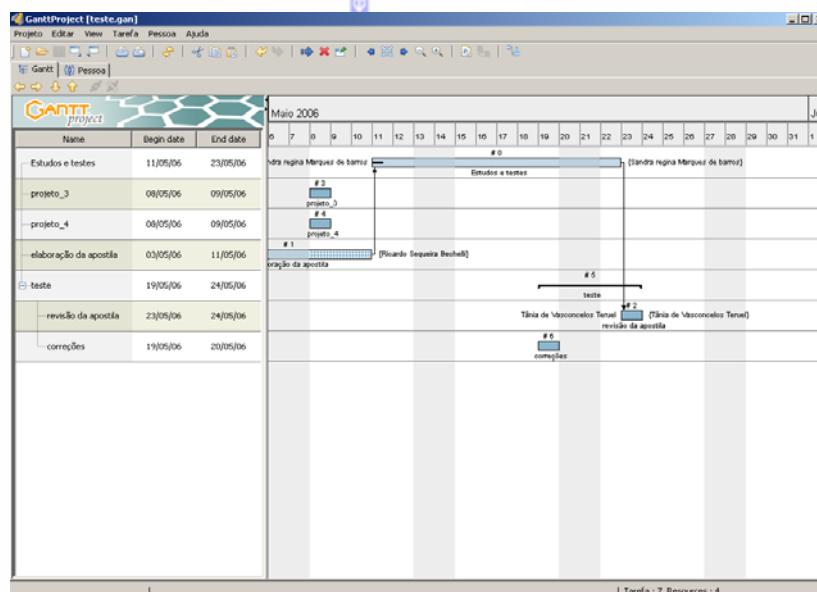 GanttProject [teste.gan]
Projeto Editar View Tarefa Pessoa Ajuda
Gantt Pessoa
GANTT project
Maio 2006
Name Begin date End date
6 7 8 9 10 11 12 13 14 15 16 17 18 19 20 21 22 23 24 25 26 27 28 29 30 31 1
# 0
Estudos e testes 11/05/06 23/05/06
ndra regina Marques de barros {Sandra regina Marques de barros}
Estudos e testes
# 3
projeto_3 08/05/06 09/05/06
projeto_3
# 4
projeto_4 08/05/06 09/05/06
projeto_4
# 1
elaboração da apostila 03/05/06 11/05/06
{Ricardo Sequeira Bechelli}
oração da apostila
# 5
teste 19/05/06 24/05/06
teste
# 2
revisão da apostila 23/05/06 24/05/06
Tânia de Vasconcelos Teruel {Tânia de Vasconcelos Teruel}
revisão da apostila
# 6
correções 19/05/06 20/05/06
correções
Tarefa : 7 Resources : 4